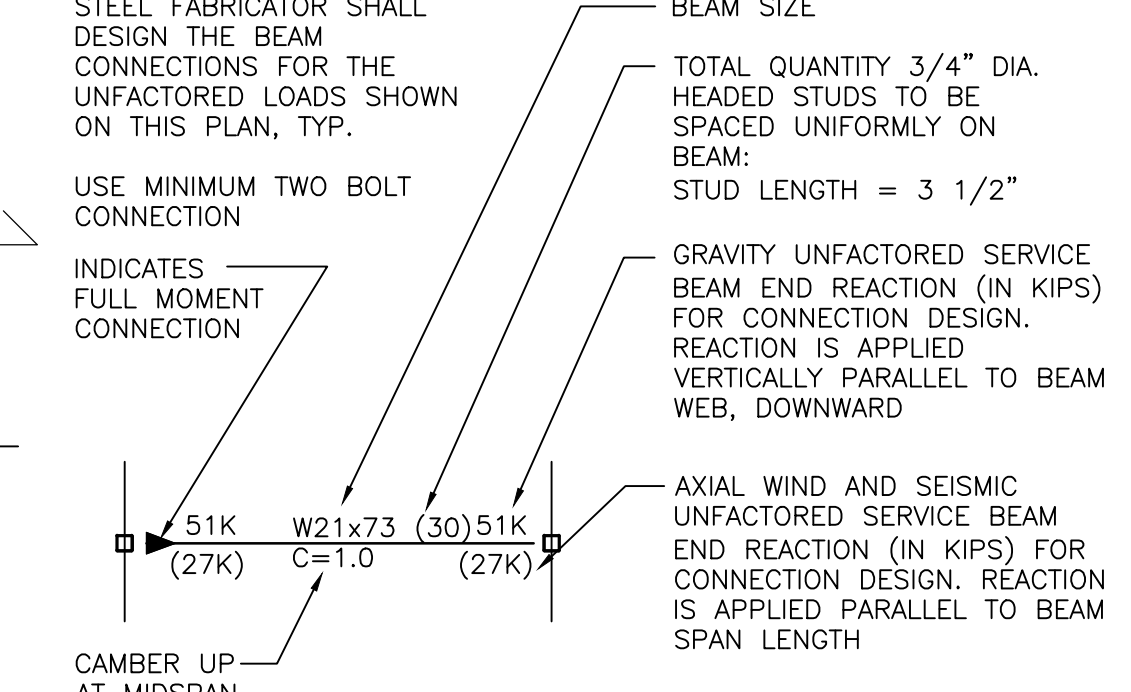 STEEL FABRICATOR SHALL
DESIGN THE BEAM
CONNECTIONS FOR THE
UNFACTORED LOADS SHOWN
ON THIS PLAN, TYP.
USE MINIMUM TWO BOLT
CONNECTION
INDICATES
FULL MOMENT
CONNECTION
BEAM SIZE
TOTAL QUANTITY 3/4" DIA.
HEADED STUDS TO BE
SPACED UNIFORMLY ON
BEAM:
STUD LENGTH = 3 1/2"
GRAVITY UNFACTORED SERVICE
BEAM END REACTION (IN KIPS)
FOR CONNECTION DESIGN.
REACTION IS APPLIED
VERTICALLY PARALLEL TO BEAM
WEB, DOWNWARD
AXIAL WIND AND SEISMIC
UNFACTORED SERVICE BEAM
END REACTION (IN KIPS) FOR
CONNECTION DESIGN. REACTION
IS APPLIED PARALLEL TO BEAM
SPAN LENGTH
51K W21x73 (30) 51K
(27K) C=1.0 (27K)
CAMBER UP
AT MIDSPAN